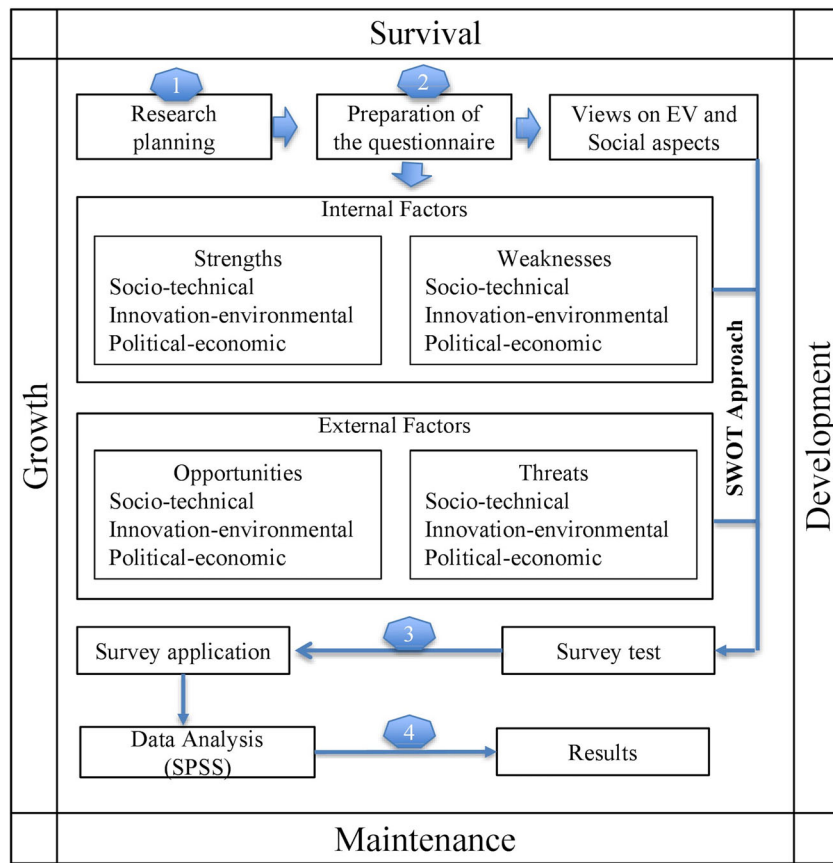 Survival
Growth
1
Research
planning
2
Preparation of
the questionnaire
Views on EV and
Social aspects
Internal Factors
Strengths
Socio-technical
Innovation-environmental
Political-economic
Weaknesses
Socio-technical
Innovation-environmental
Political-economic
External Factors
Opportunities
Socio-technical
Innovation-environmental
Political-economic
Threats
Socio-technical
Innovation-environmental
Political-economic
SWOT Approach
Survey application
3
Survey test
Data Analysis
(SPSS)
4
Results
Development
Maintenance